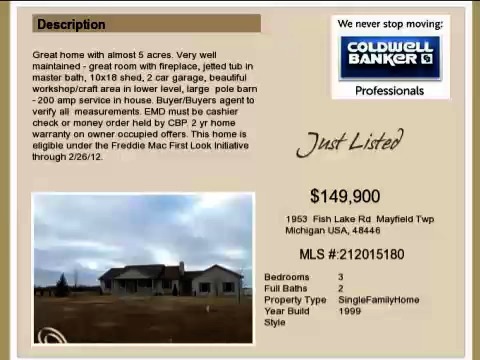 Description
Great home with almost 5 acres. Very well
maintained - great room with fireplace, jetted tub in
master bath, 10x18 shed, 2 car garage, beautiful
workshop/craft area in lower level, large pole barn
- 200 amp service in house. Buyer/Buyers agent to
verify all measurements. EMD must be cashier
check or money order held by CBP. 2 yr home
warranty on owner occupied offers. This home is
eligible under the Freddie Mac First Look Initiative
through 2/26/12.
We never stop moving:
COLDWELL
BANKER
Professionals
Just Listed
$149,900
1953 Fish Lake Rd Mayfield Twp
Michigan USA, 48446
MLS #:212015180
Bedrooms 3
Full Baths 2
Property Type SingleFamilyHome
Year Build 1999
Style